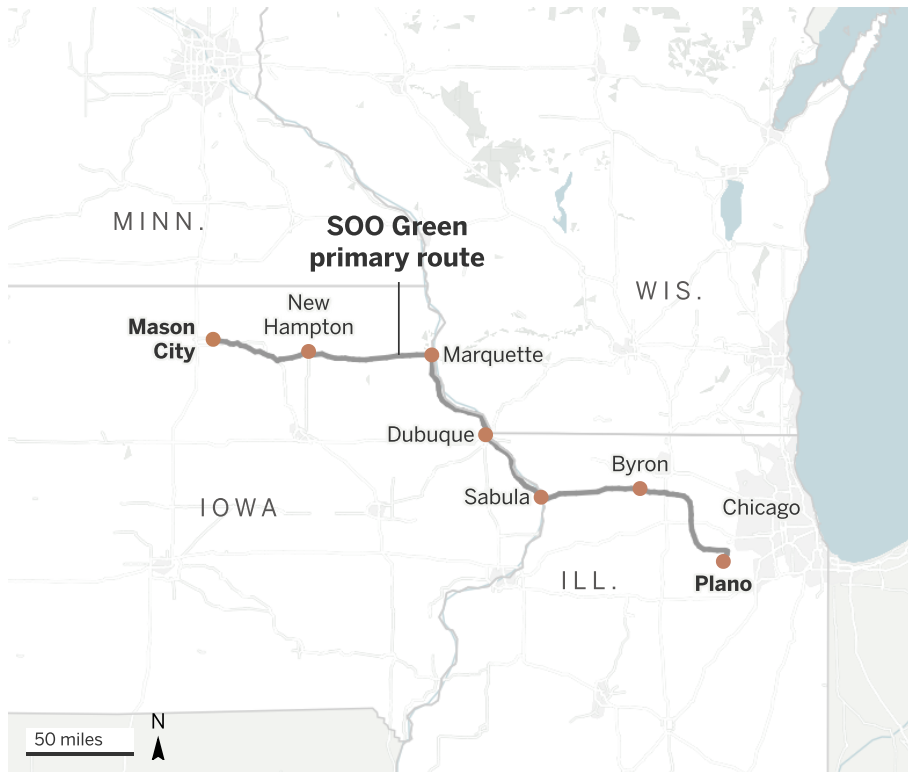 MINN.
SOO Green
primary route
WIS.
New
Hampton
Mason
City
Marquette
Dubuque
Byron
Sabula
Chicago
IOWA
ILL.
Plano
N
50 miles